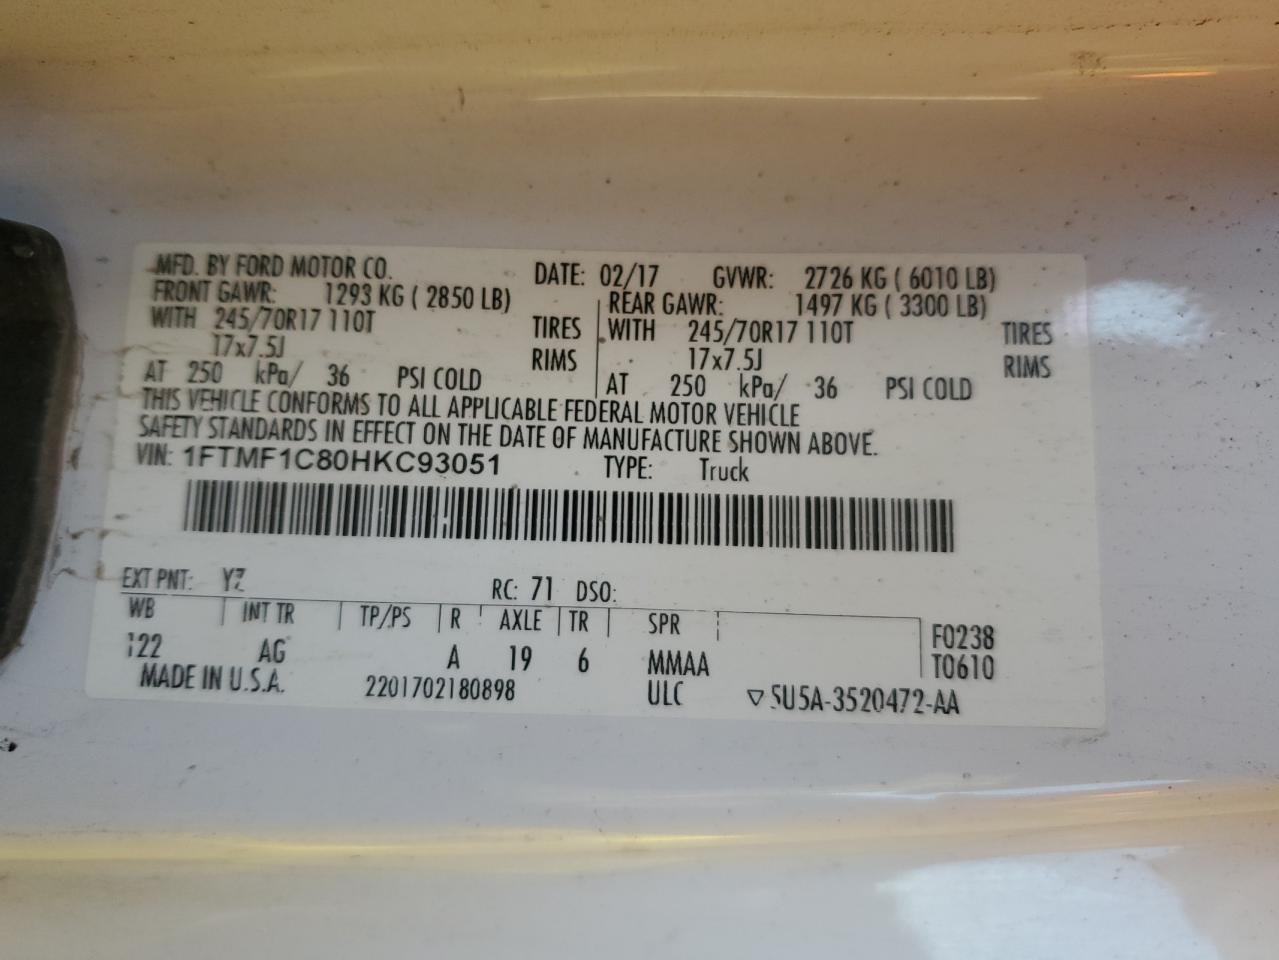 MFD. BY FORD MOTOR CO. DATE: 02/17 GVWR: 2726 KG ( 6010 LB)
FRONT GAWR: 1293 KG ( 2850 LB) REAR GAWR: 1497 KG ( 3300 LB)
WITH 245/70R17 110T TIRES WITH 245/70R17 110T TIRES
17x7.5J RIMS 17x7.5J RIMS
AT 250 kPa/ 36 PSI COLD AT 250 kPa/ 36 PSI COLD
THIS VEHICLE CONFORMS TO ALL APPLICABLE FEDERAL MOTOR VEHICLE
SAFETY STANDARDS IN EFFECT ON THE DATE OF MANUFACTURE SHOWN ABOVE.
VIN: 1FTMF1C80HKC93051 TYPE: Truck
EXT PNT: YZ RC: 71 DSO:
WB INT TR TP/PS R AXLE TR SPR F0238
122 AG A 19 6 MMAA T0610
MADE IN U.S.A. 2201702180898 ULC ▽5U5A-3520472-AA